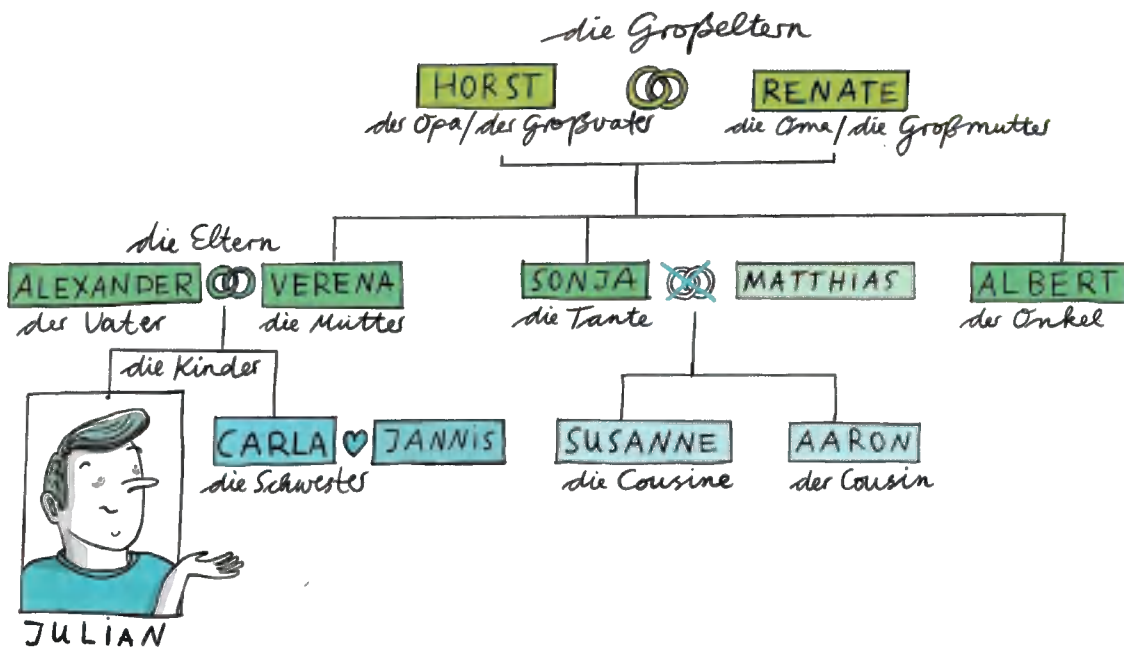 die Großeltern
HORST RENATE
der Opa/der Großvater die Oma/die Großmutter
die Eltern
ALEXANDER VERENA SONJA MATTHIAS ALBERT
der Vater die Mutter die Tante der Onkel
die Kinder
CARLA JANNIS SUSANNE AARON
die Schwester die Cousine der Cousin
JULIAN